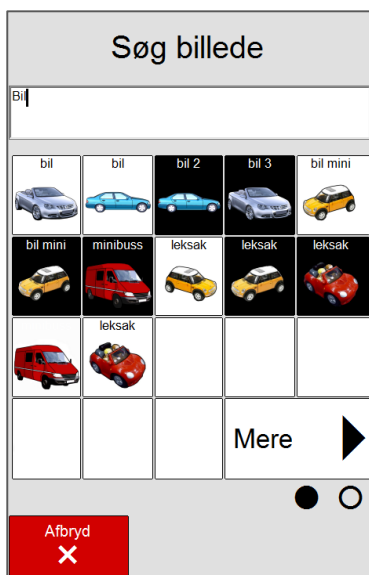 Søg billede
Bil
bil bil bil 2 bil 3 bil mini
bil mini minibuss leksak leksak leksak
leksak
Mere
Afbryd